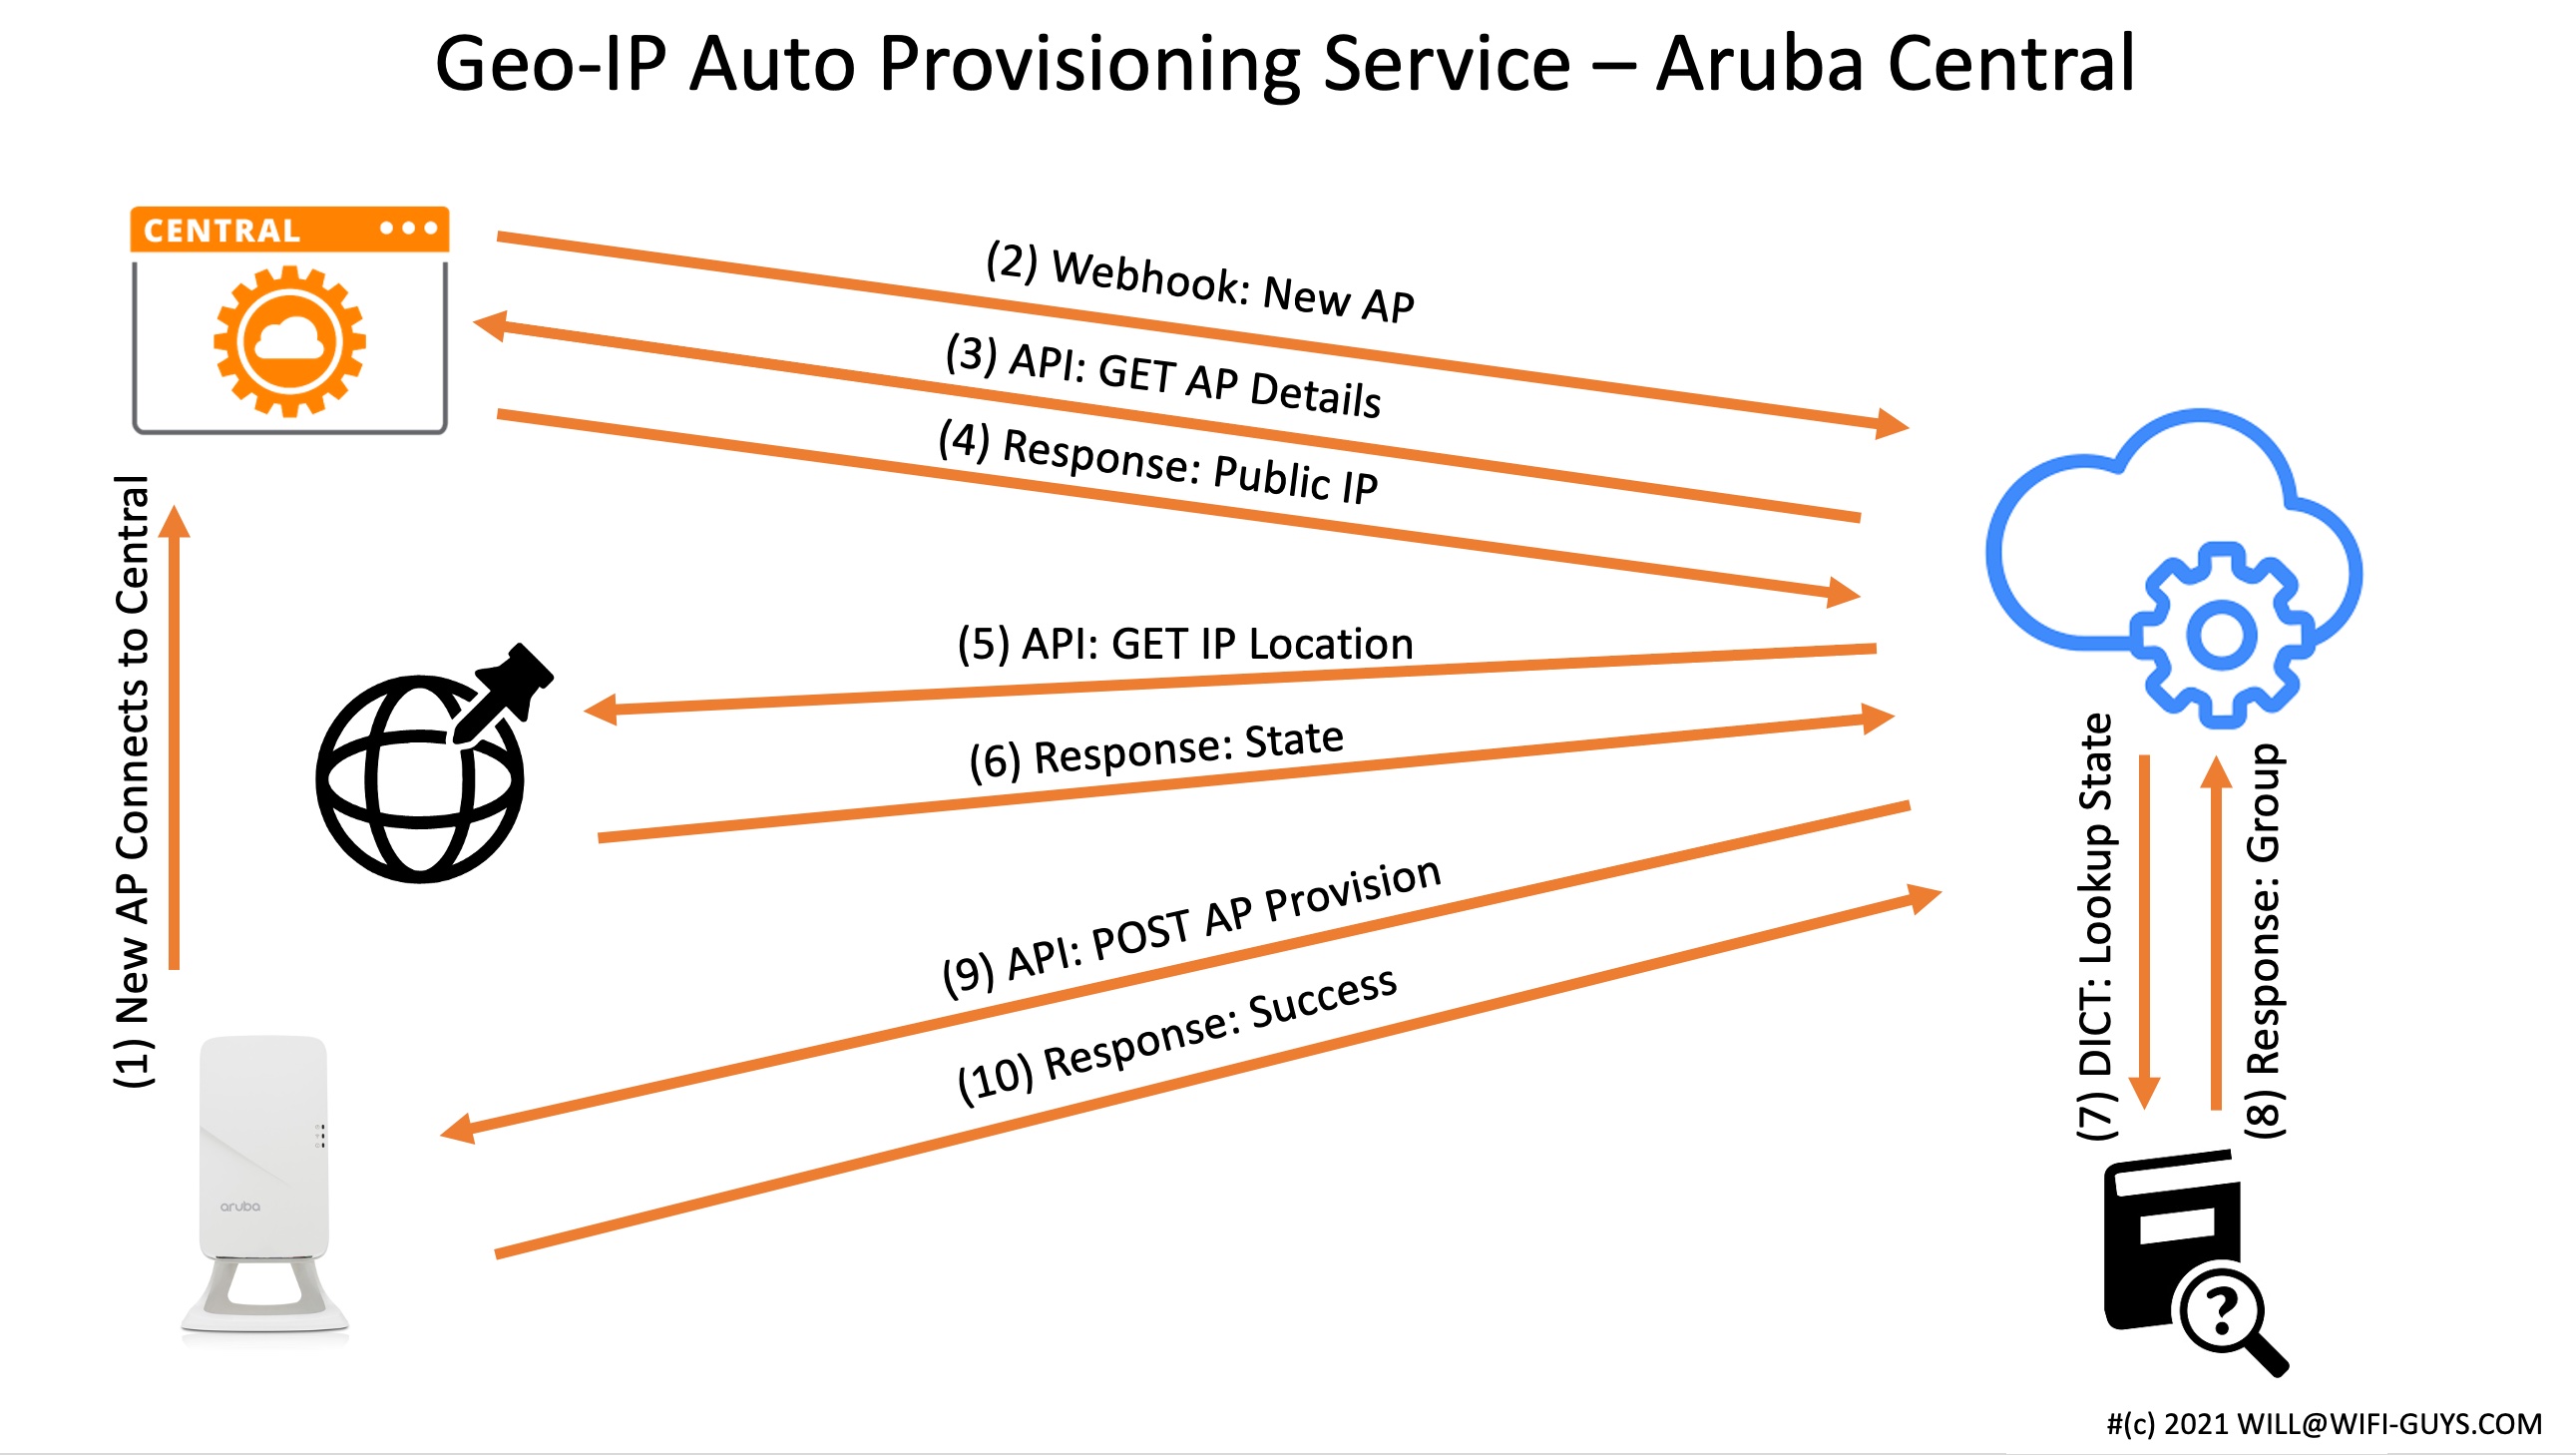 Geo-IP Auto Provisioning Service – Aruba Central
CENTRAL
(1) New AP Connects to Central
(2) Webhook: New AP
(3) API: GET AP Details
(4) Response: Public IP
(5) API: GET IP Location
(6) Response: State
(7) DICT: Lookup State
(8) Response: Group
(9) API: POST AP Provision
(10) Response: Success
aruba
?
#(c) 2021 WILL@WIFI-GUYS.COM